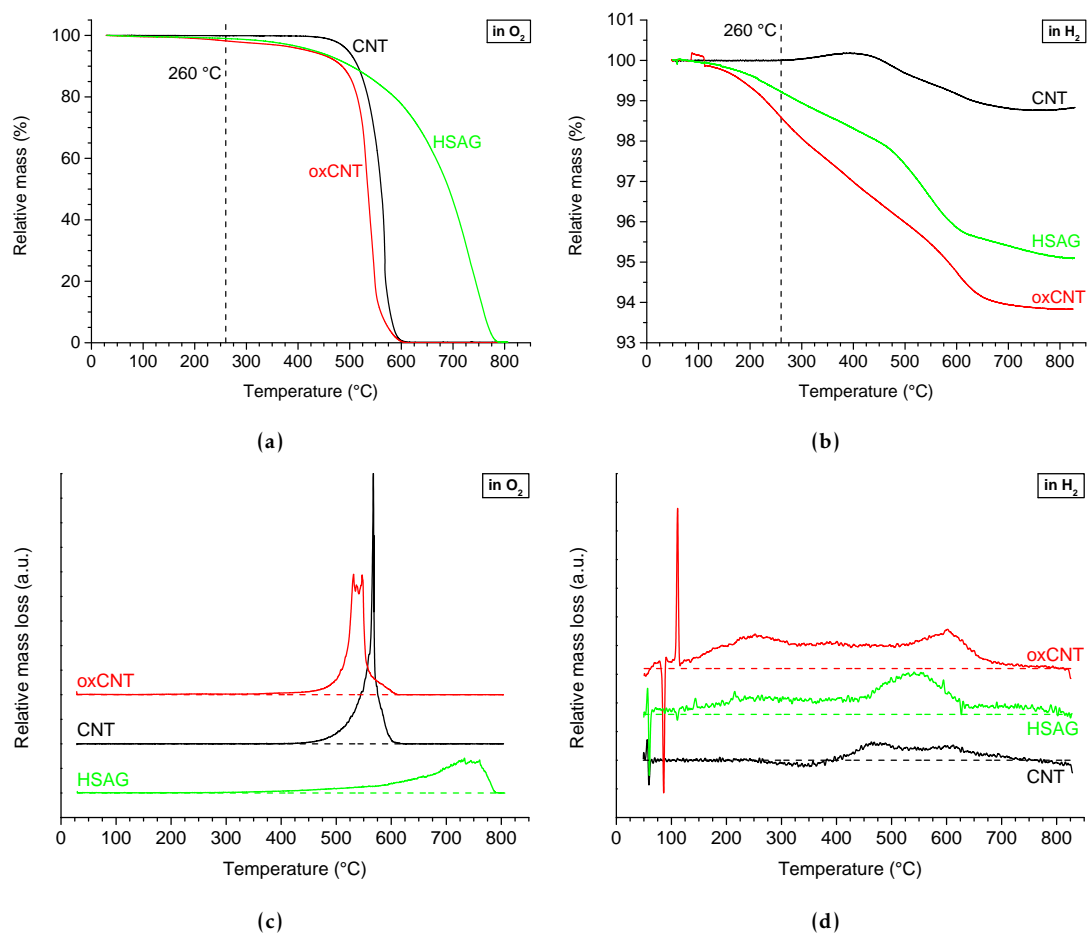 in O2
100
80
60
40
20
0
Relative mass (%)
260 °C
CNT
HSAG
oxCNT
0 100 200 300 400 500 600 700 800
Temperature (°C)
(a)
in H2
101
100
99
98
97
96
95
94
93
Relative mass (%)
260 °C
CNT
HSAG
oxCNT
0 100 200 300 400 500 600 700 800
Temperature (°C)
(b)
in O2
Relative mass loss (a.u.)
oxCNT
CNT
HSAG
0 100 200 300 400 500 600 700 800
Temperature (°C)
(c)
in H2
Relative mass loss (a.u.)
oxCNT
HSAG
CNT
0 100 200 300 400 500 600 700 800
Temperature (°C)
(d)